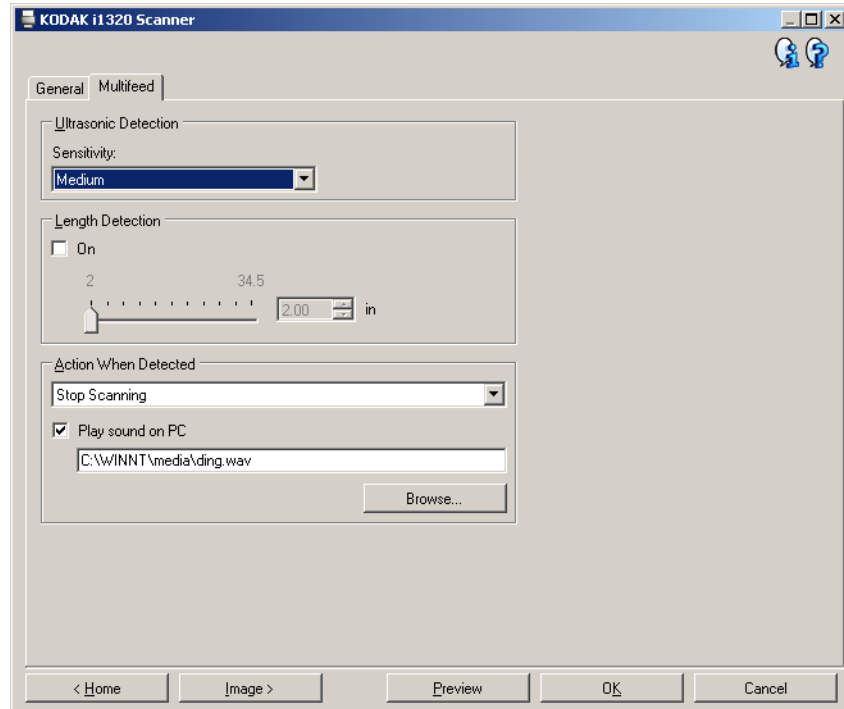 KODAK i1320 Scanner
General Multifeed
Ultrasonic Detection
Sensitivity:
Medium
Length Detection
On
2 34.5
2.00 in
Action When Detected
Stop Scanning
Play sound on PC
C:\WINNT\media\ding.wav
Browse...
< Home Image > Preview OK Cancel